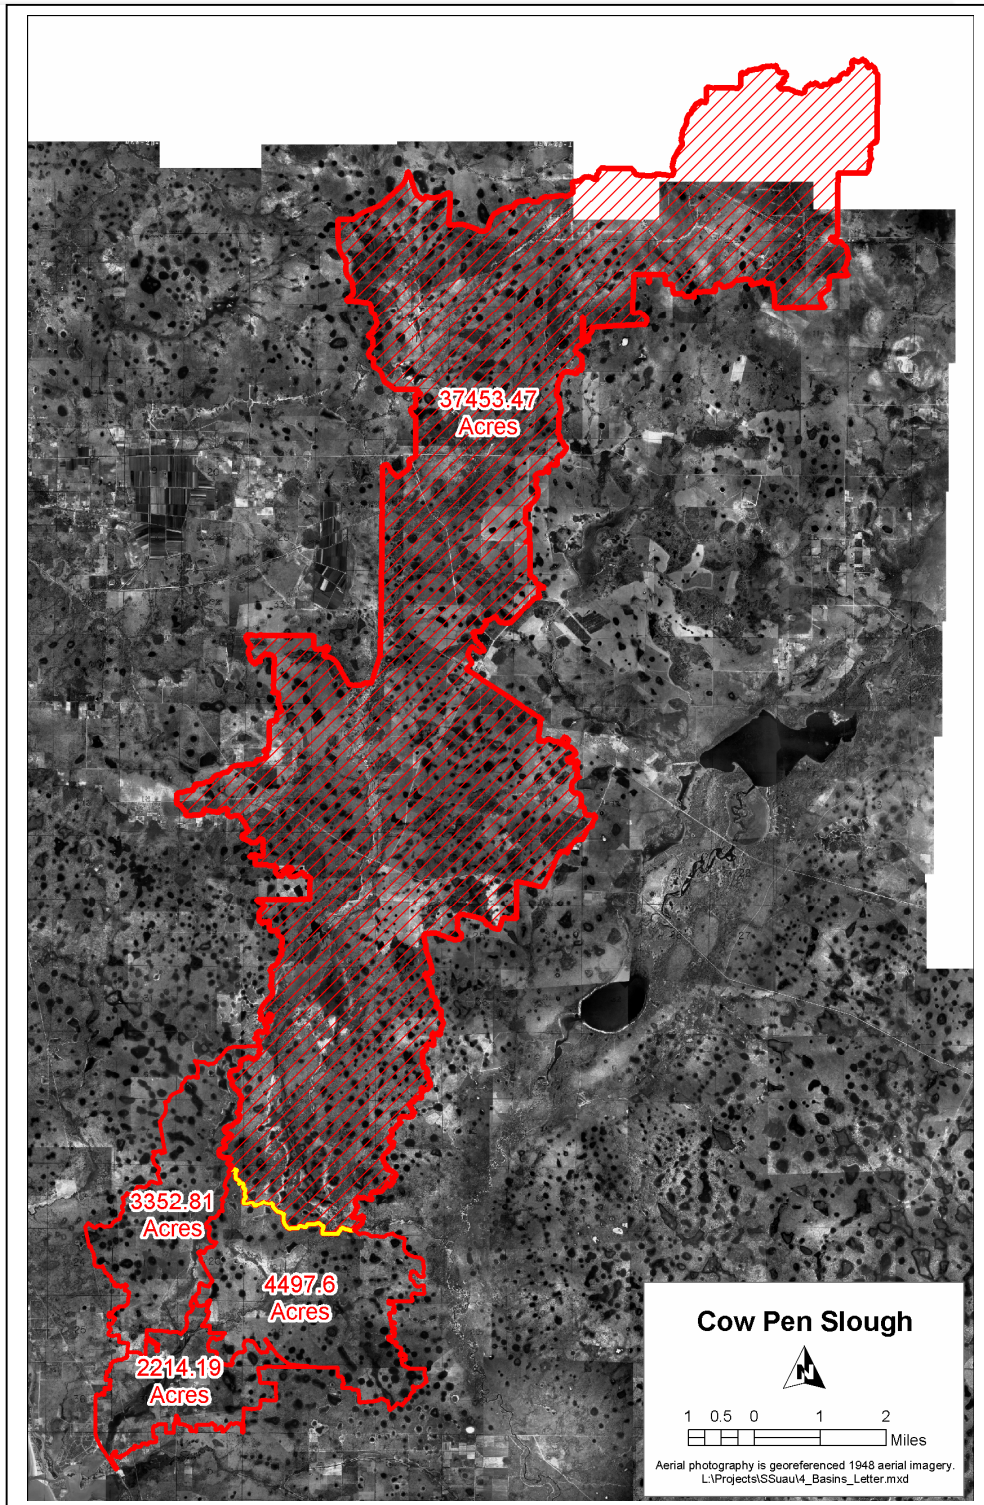 37453.47
Acres
3352.81
Acres
4497.6
Acres
2214.19
Acres
Cow Pen Slough
N
1 0.5 0 1 2
Miles
Aerial photography is georeferenced 1948 aerial imagery.
L:\Projects\SSuau\4_Basins_Letter.mxd